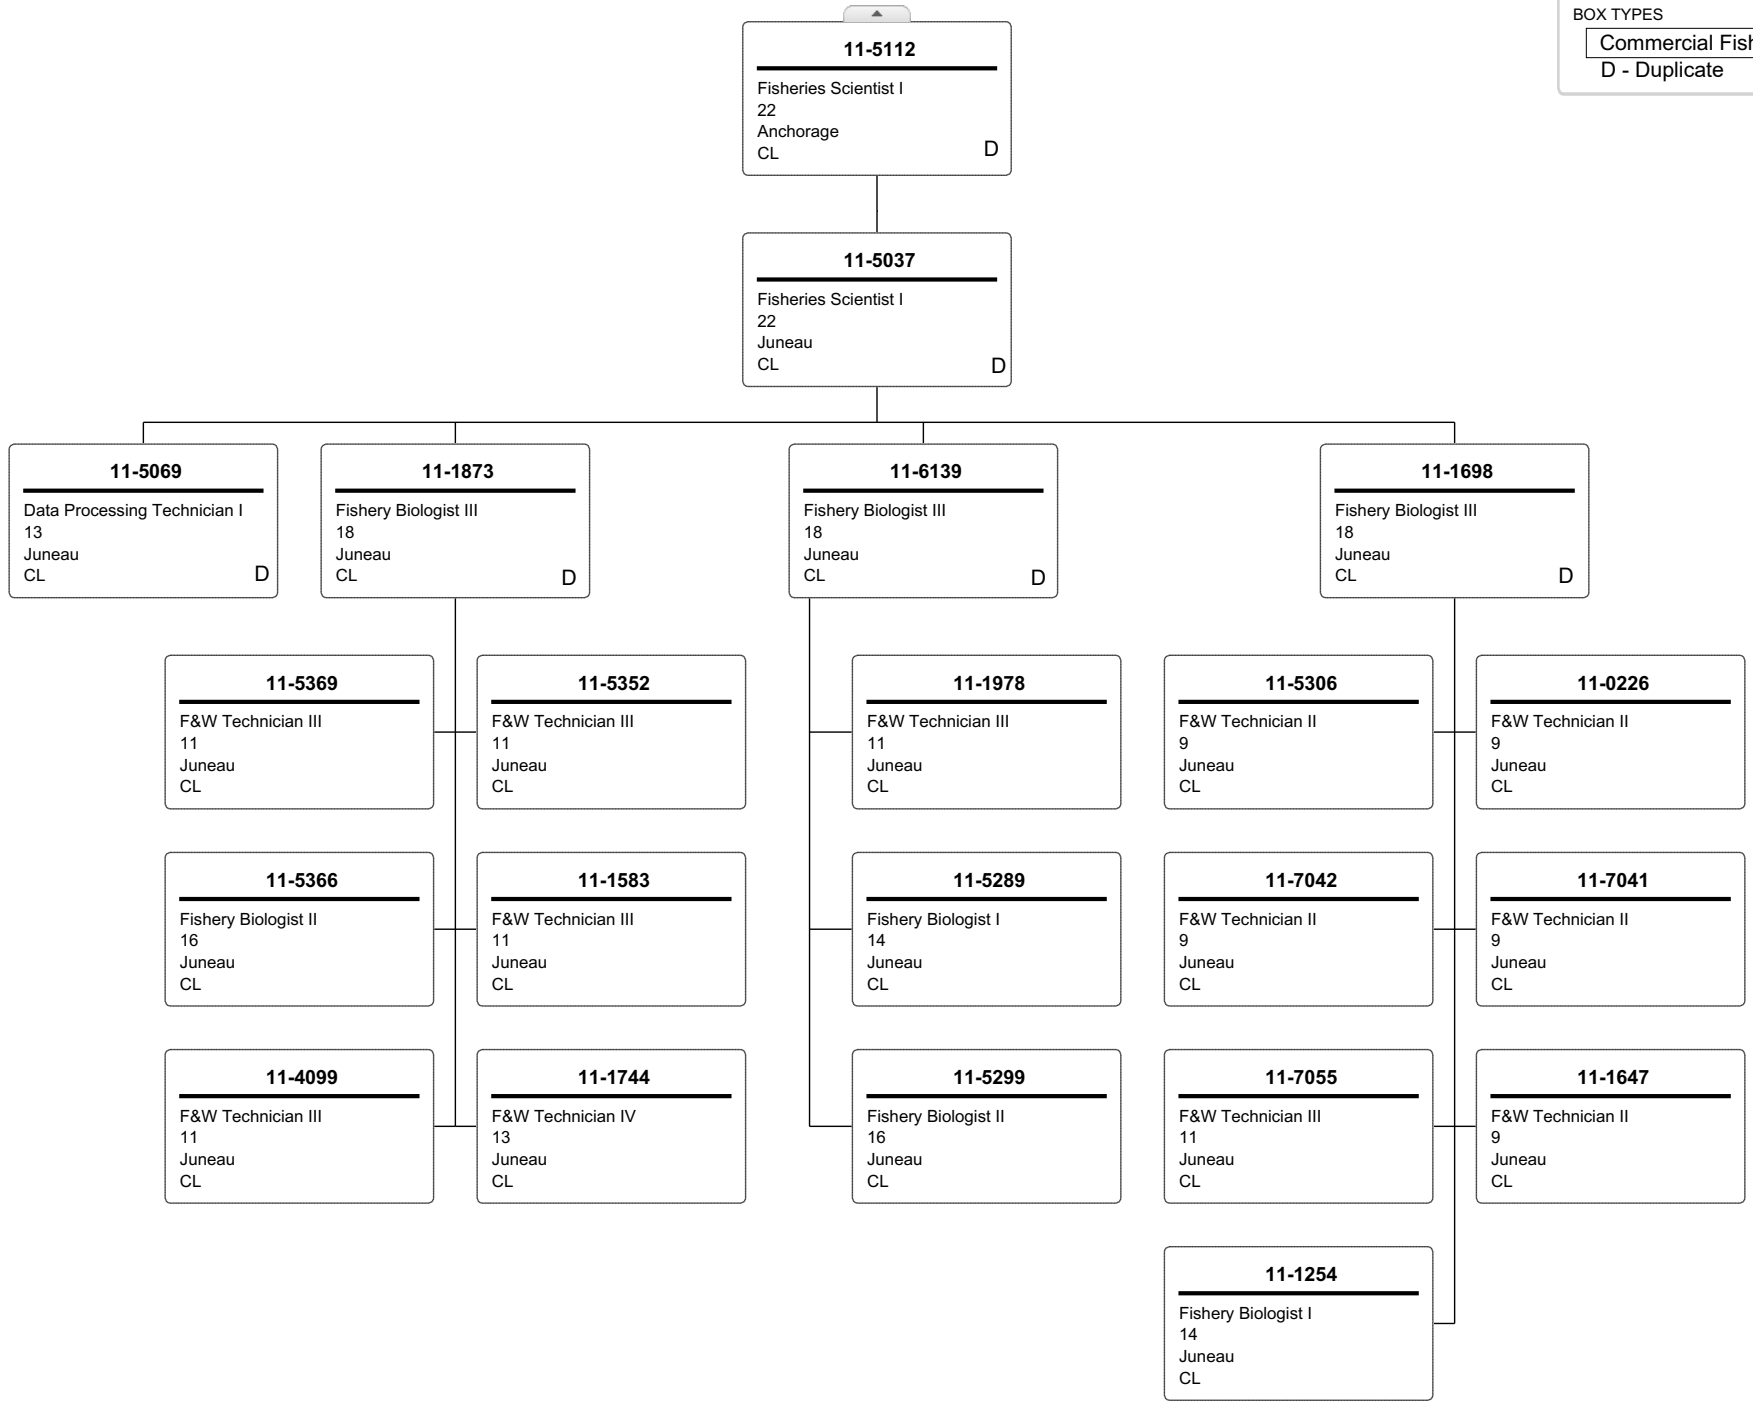 BOX TYPES
Commercial Fish
D - Duplicate
11-5112
Fisheries Scientist I
22
Anchorage
CL
D
11-5037
Fisheries Scientist I
22
Juneau
CL
D
11-5069
Data Processing Technician I
13
Juneau
CL
D
11-1873
Fishery Biologist III
18
Juneau
CL
D
11-6139
Fishery Biologist III
18
Juneau
CL
D
11-1698
Fishery Biologist III
18
Juneau
CL
D
11-5369
F&W Technician III
11
Juneau
CL
11-5352
F&W Technician III
11
Juneau
CL
11-1978
F&W Technician III
11
Juneau
CL
11-5306
F&W Technician II
9
Juneau
CL
11-0226
F&W Technician II
9
Juneau
CL
11-5366
Fishery Biologist II
16
Juneau
CL
11-1583
F&W Technician III
11
Juneau
CL
11-5289
Fishery Biologist I
14
Juneau
CL
11-7042
F&W Technician II
9
Juneau
CL
11-7041
F&W Technician II
9
Juneau
CL
11-4099
F&W Technician III
11
Juneau
CL
11-1744
F&W Technician IV
13
Juneau
CL
11-5299
Fishery Biologist II
16
Juneau
CL
11-7055
F&W Technician III
11
Juneau
CL
11-1647
F&W Technician II
9
Juneau
CL
11-1254
Fishery Biologist I
14
Juneau
CL